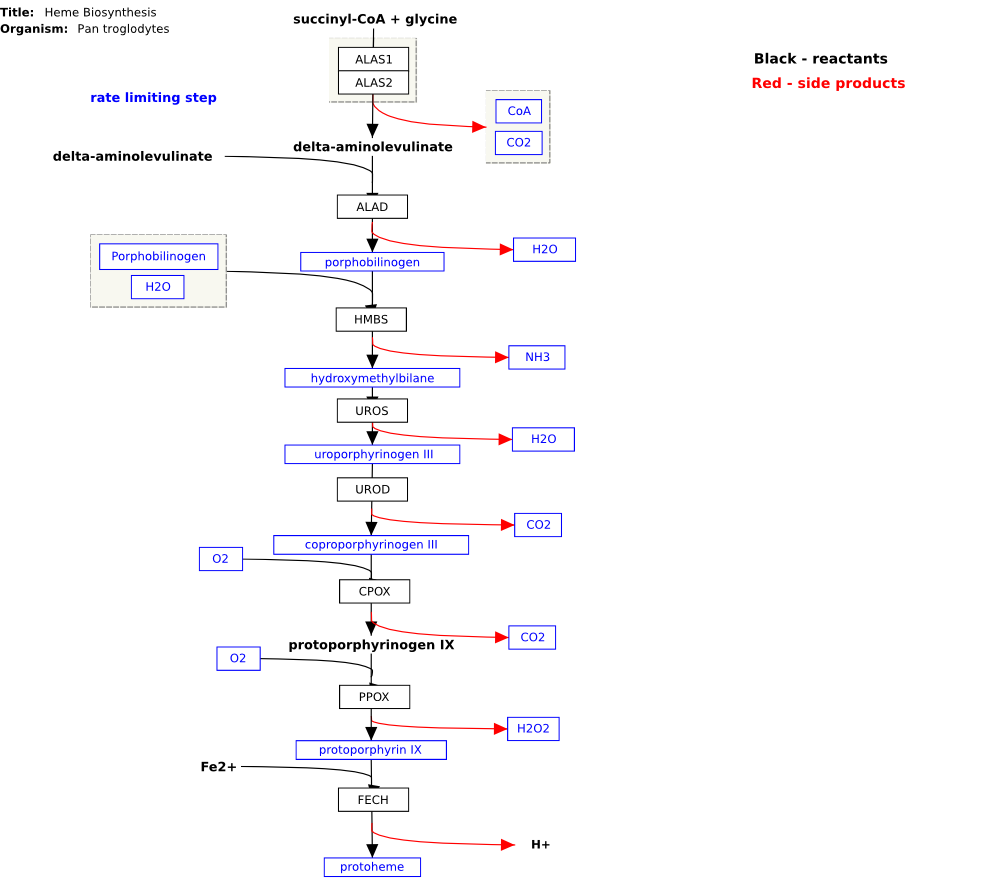 Title: Heme Biosynthesis
Organism: Pan troglodytes
succinyl-CoA + glycine
ALAS1
ALAS2
Black - reactants
Red - side products
rate limiting step
CoA
CO2
delta-aminolevulinate
delta-aminolevulinate
ALAD
H2O
porphobilinogen
Porphobilinogen
H2O
HMBS
NH3
hydroxymethylbilane
UROS
H2O
uroporphyrinogen III
UROD
CO2
coproporphyrinogen III
O2
CPOX
CO2
protoporphyrinogen IX
O2
PPOX
H2O2
protoporphyrin IX
Fe2+
FECH
H+
protoheme